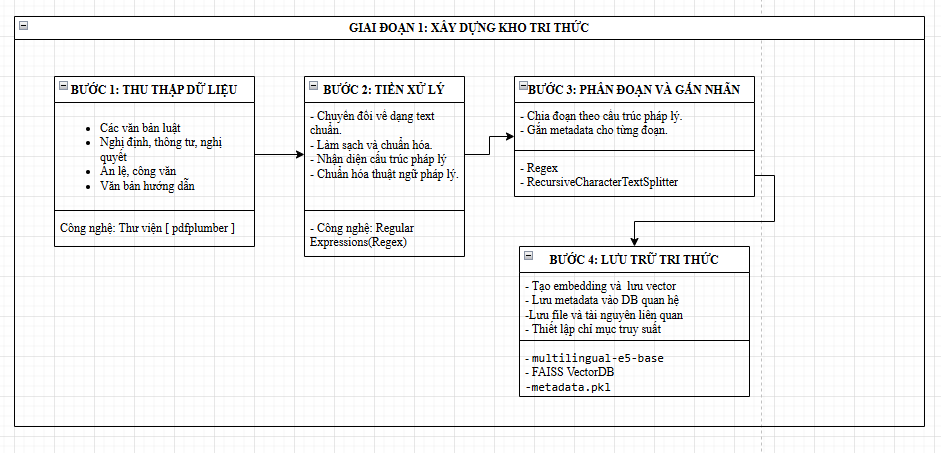 GIAI ĐOẠN 1: XÂY DỰNG KHO TRI THỨC
BƯỚC 1: THU THẬP DỮ LIỆU
Các văn bản luật
Nghị định, thông tư, nghị
quyết
Án lệ, công văn
Văn bản hướng dẫn
Công nghệ: Thư viện [ pdfplumber ]
BƯỚC 2: TIỀN XỬ LÝ
- Chuyên đôi về dạng text
chuẩn.
- Làm sạch và chuẩn hóa.
- Nhận diện cấu trúc pháp lý
- Chuẩn hóa thuật ngữ pháp lý.
- Công nghệ: Regular
Expressions(Regex)
BƯỚC 3: PHÂN ĐOẠN VÀ GẮN NHÃN
- Chia đoạn theo cấu trúc pháp lý.
- Gắn metadata cho từng đoạn.
- Regex
- RecursiveCharacterTextSplitter
BƯỚC 4: LƯU TRỮ TRI THỨC
- Tạo embedding và lưu vector
- Lưu metadata vào DB quan hệ
-Lưu file và tài nguyên liên quan
- Thiết lập chỉ mục truy suất
- multilingual-e5-base
- FAISS VectorDB
-metadata.pkl